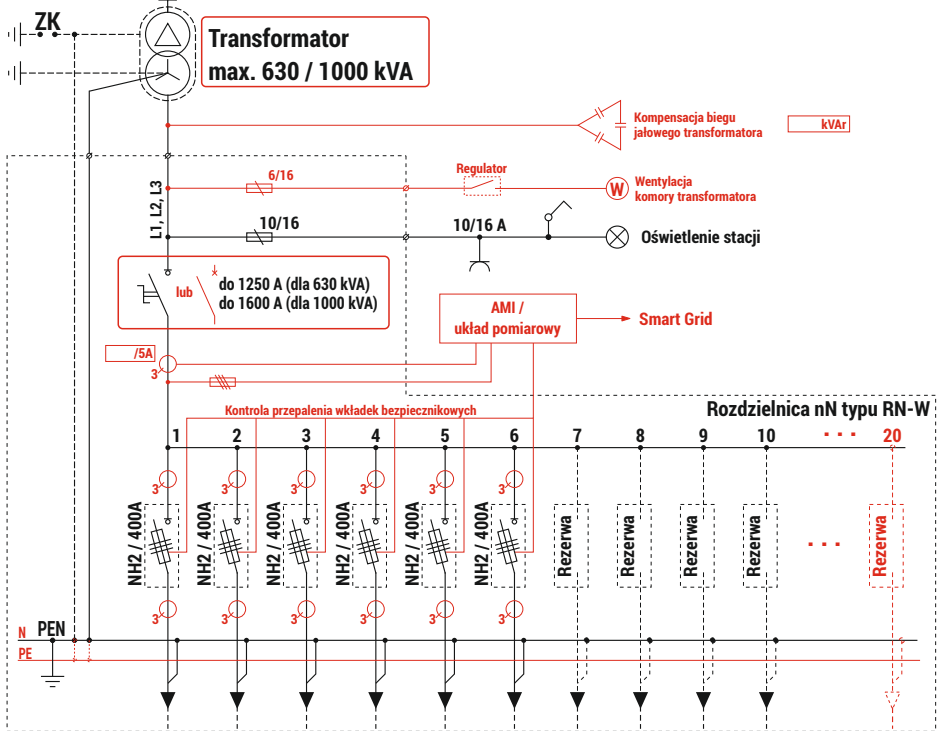 ZK
Transformator
max. 630 / 1000 kVA
Kompensacja biegu
jałowego transformatora
kVAr
6/16
Regulator
W
Wentylacja
komory transformatora
L1, L2, L3
10/16
10/16 A
Oświetlenie stacji
lub
do 1250 A (dla 630 kVA)
do 1600 A (dla 1000 kVA)
AMI /
układ pomiarowy
Smart Grid
/5A
3
Kontrola przepalenia wkładek bezpiecznikowych
Rozdzielnica nN typu RN-W
1 2 3 4 5 6 7 8 9 10 ... 20
3 3 3 3 3 3
NH2 / 400A
NH2 / 400A
NH2 / 400A
NH2 / 400A
NH2 / 400A
NH2 / 400A
Rezerwa
Rezerwa
Rezerwa
Rezerwa
...
Rezerwa
3 3 3 3 3 3
N PEN
PE